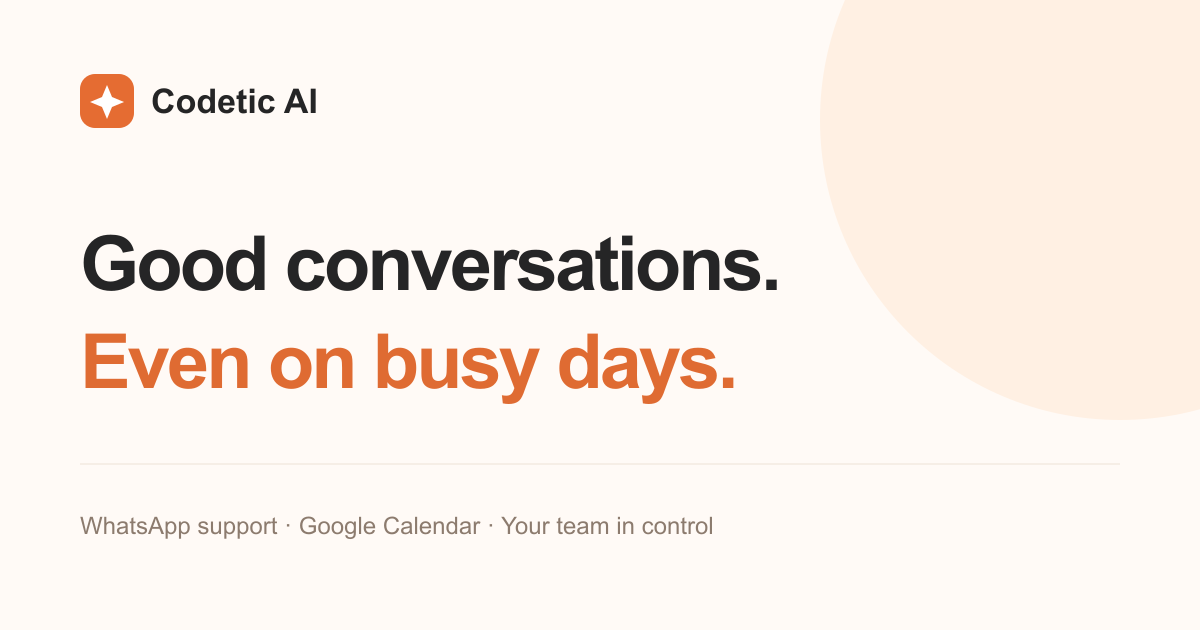 Codetic AI
Good conversations.
Even on busy days.
WhatsApp support · Google Calendar · Your team in control